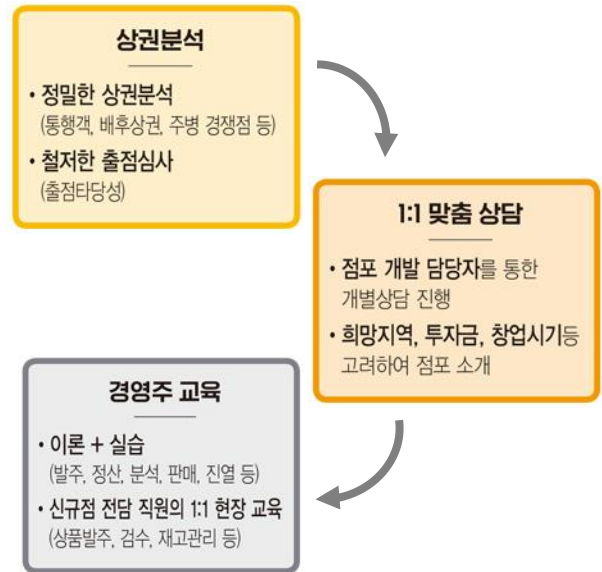 상권분석
• 정밀한 상권분석
(통행객, 배후상권, 주병 경쟁점 등)
• 철저한 출점심사
(출점타당성)
1:1 맞춤 상담
• 점포 개발 담당자를 통한
개별상담 진행
• 희망지역, 투자금, 창업시기등
고려하여 점포 소개
경영주 교육
• 이론 + 실습
(발주, 정산, 분석, 판매, 진열 등)
• 신규점 전담 직원의 1:1 현장 교육
(상품발주, 검수, 재고관리 등)